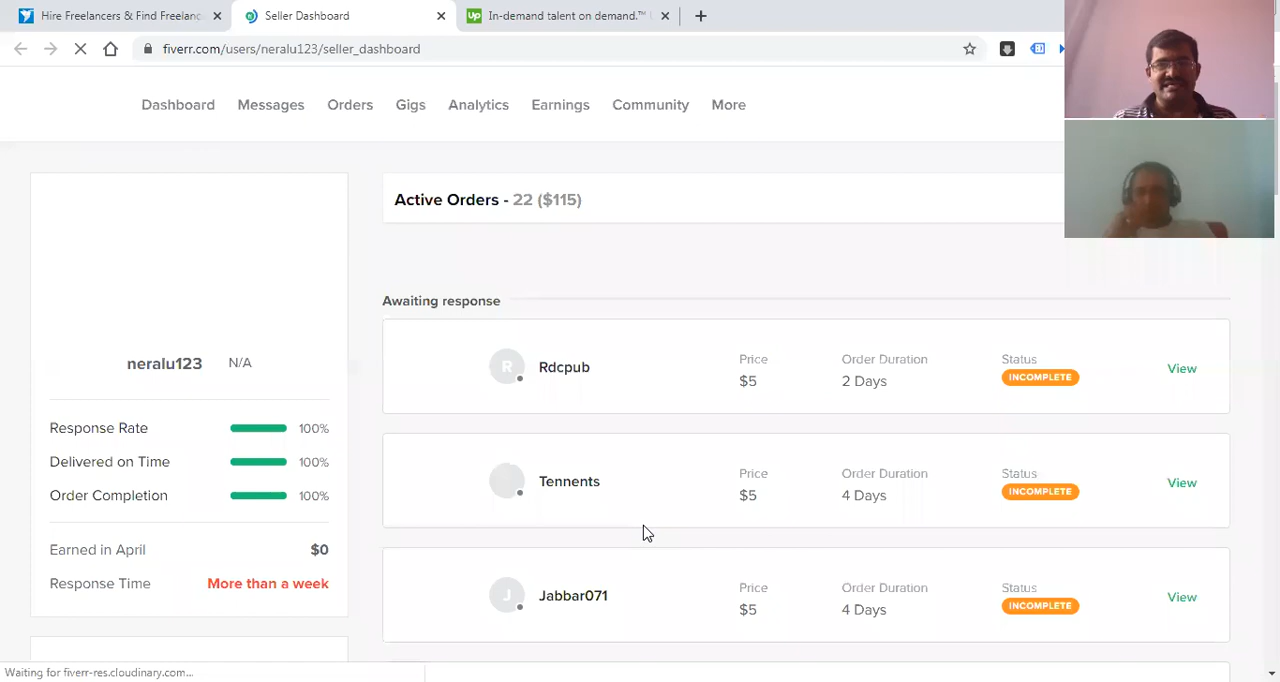 Hire Freelancers & Find Freelanc
Seller Dashboard
Up In-demand talent on demand.™
fiverr.com/users/neralu123/seller_dashboard
Dashboard Messages Orders Gigs Analytics Earnings Community More
Active Orders - 22 ($115)
Awaiting response
neralu123 N/A
Response Rate 100%
Delivered on Time 100%
Order Completion 100%
Earned in April $0
Response Time More than a week
R Rdcpub
Price
$5
Order Duration
2 Days
Status
INCOMPLETE
View
Tennents
Price
$5
Order Duration
4 Days
Status
INCOMPLETE
View
J Jabbar071
Price
$5
Order Duration
4 Days
Status
INCOMPLETE
View
Waiting for fiverr-res.cloudinary.com...